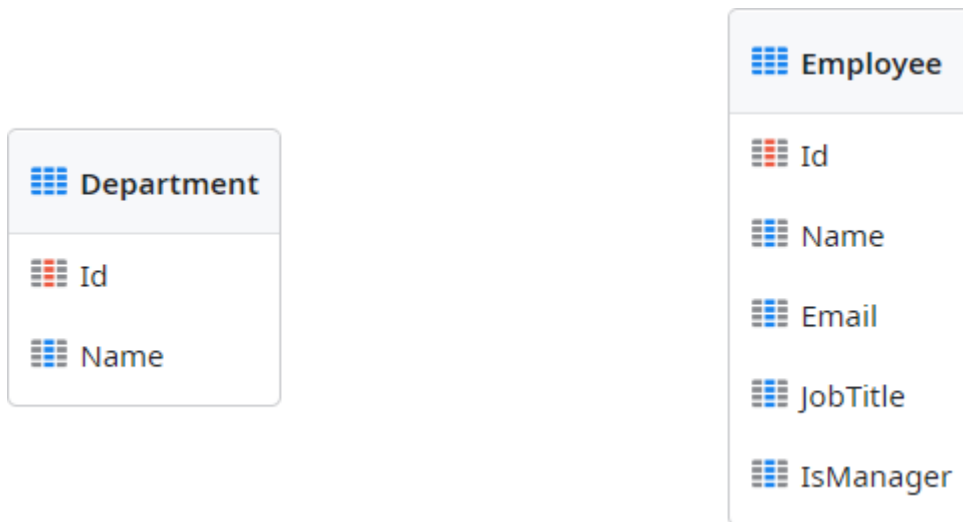 Department
Id
Name
Employee
Id
Name
Email
JobTitle
IsManager